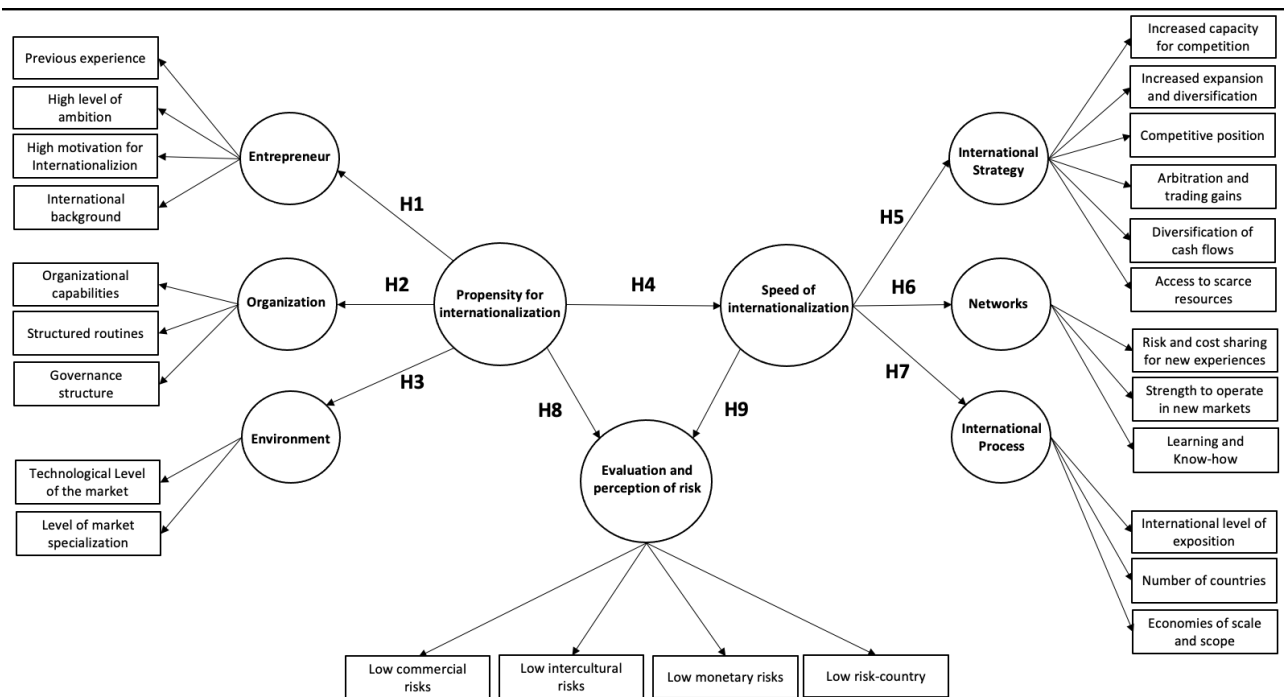 Previous experience
High level of
ambition
High motivation for
Internationalizion
International
background
Entrepreneur
H1
Organizational
capabilities
Structured routines
Governance
structure
Organization
H2
Technological Level
of the market
Level of market
specialization
Environment
H3
Propensity for
internationalization
H4
Speed of
internationalization
H8
H9
Evaluation and
perception of risk
Low commercial
risks
Low intercultural
risks
Low monetary risks
Low risk-country
H5
International
Strategy
Increased capacity
for competition
Increased expansion
and diversification
Competitive position
Arbitration and
trading gains
Diversification of
cash flows
Access to scarce
resources
H6
Networks
Risk and cost sharing
for new experiences
Strength to operate
in new markets
Learning and
Know-how
H7
International
Process
International level of
exposition
Number of countries
Economies of scale
and scope